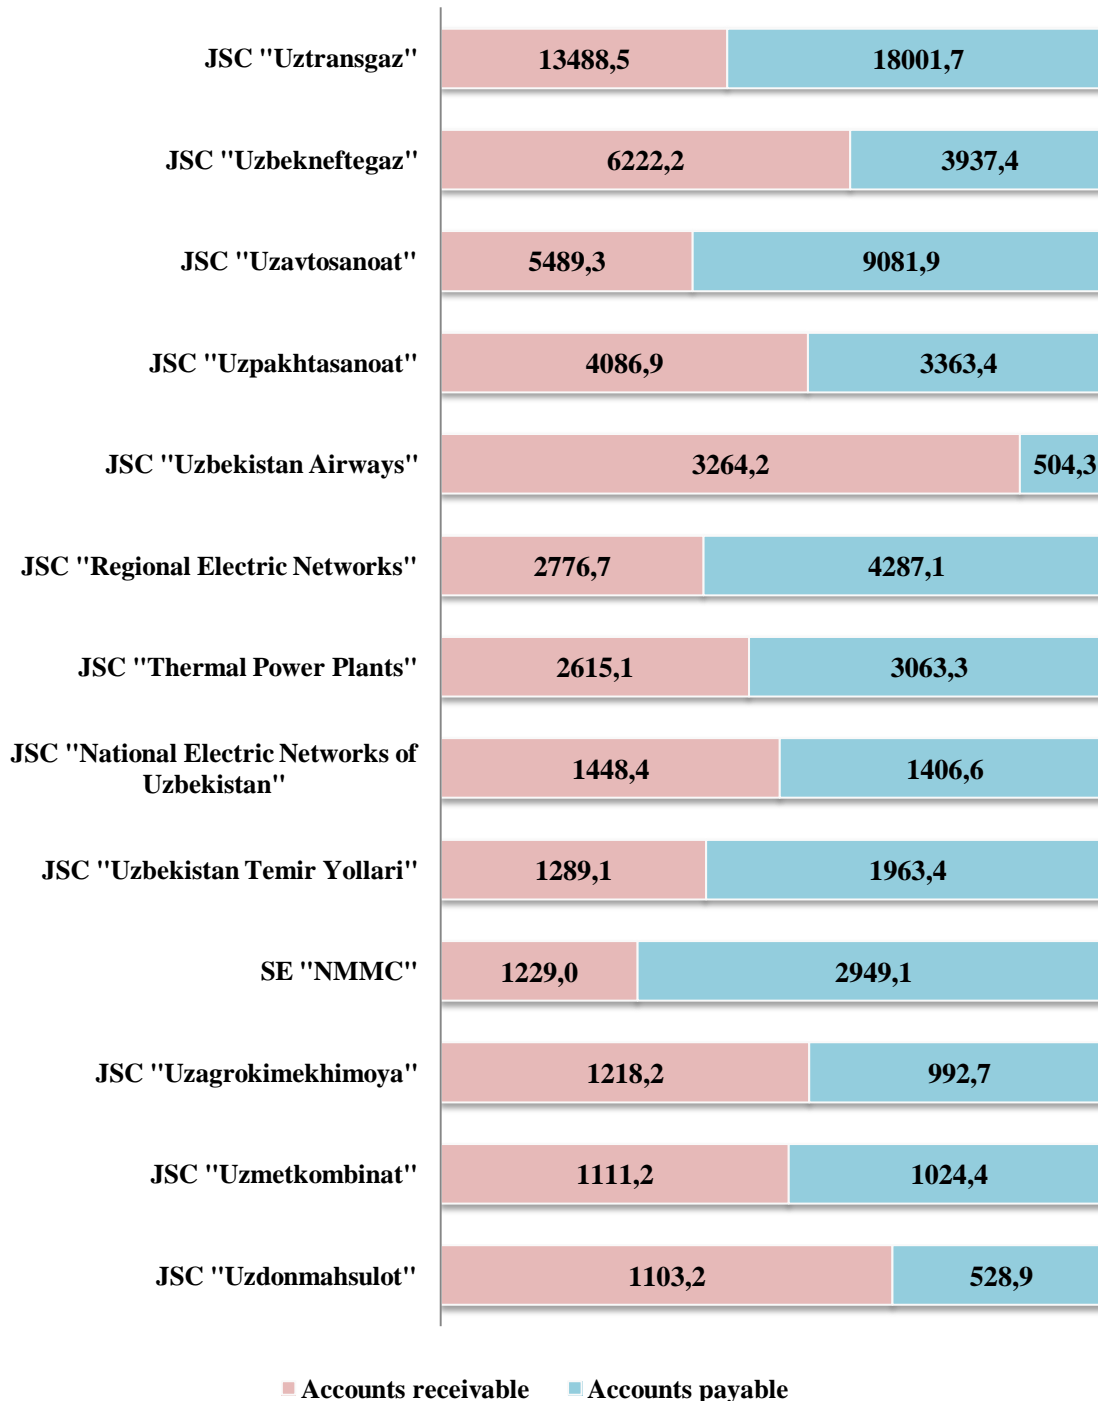 JSC "Uztransgaz" 13488,5 18001,7
JSC "Uzbekneftegaz" 6222,2 3937,4
JSC "Uzavtosanoat" 5489,3 9081,9
JSC "Uzpakhtasanoat" 4086,9 3363,4
JSC "Uzbekistan Airways" 3264,2 504,3
JSC "Regional Electric Networks" 2776,7 4287,1
JSC "Thermal Power Plants" 2615,1 3063,3
JSC "National Electric Networks of
Uzbekistan" 1448,4 1406,6
JSC "Uzbekistan Temir Yollari" 1289,1 1963,4
SE "NMMC" 1229,0 2949,1
JSC "Uzagrokimekhimoya" 1218,2 992,7
JSC "Uzmetkombinat" 1111,2 1024,4
JSC "Uzdonmahsulot" 1103,2 528,9
Accounts receivable Accounts payable